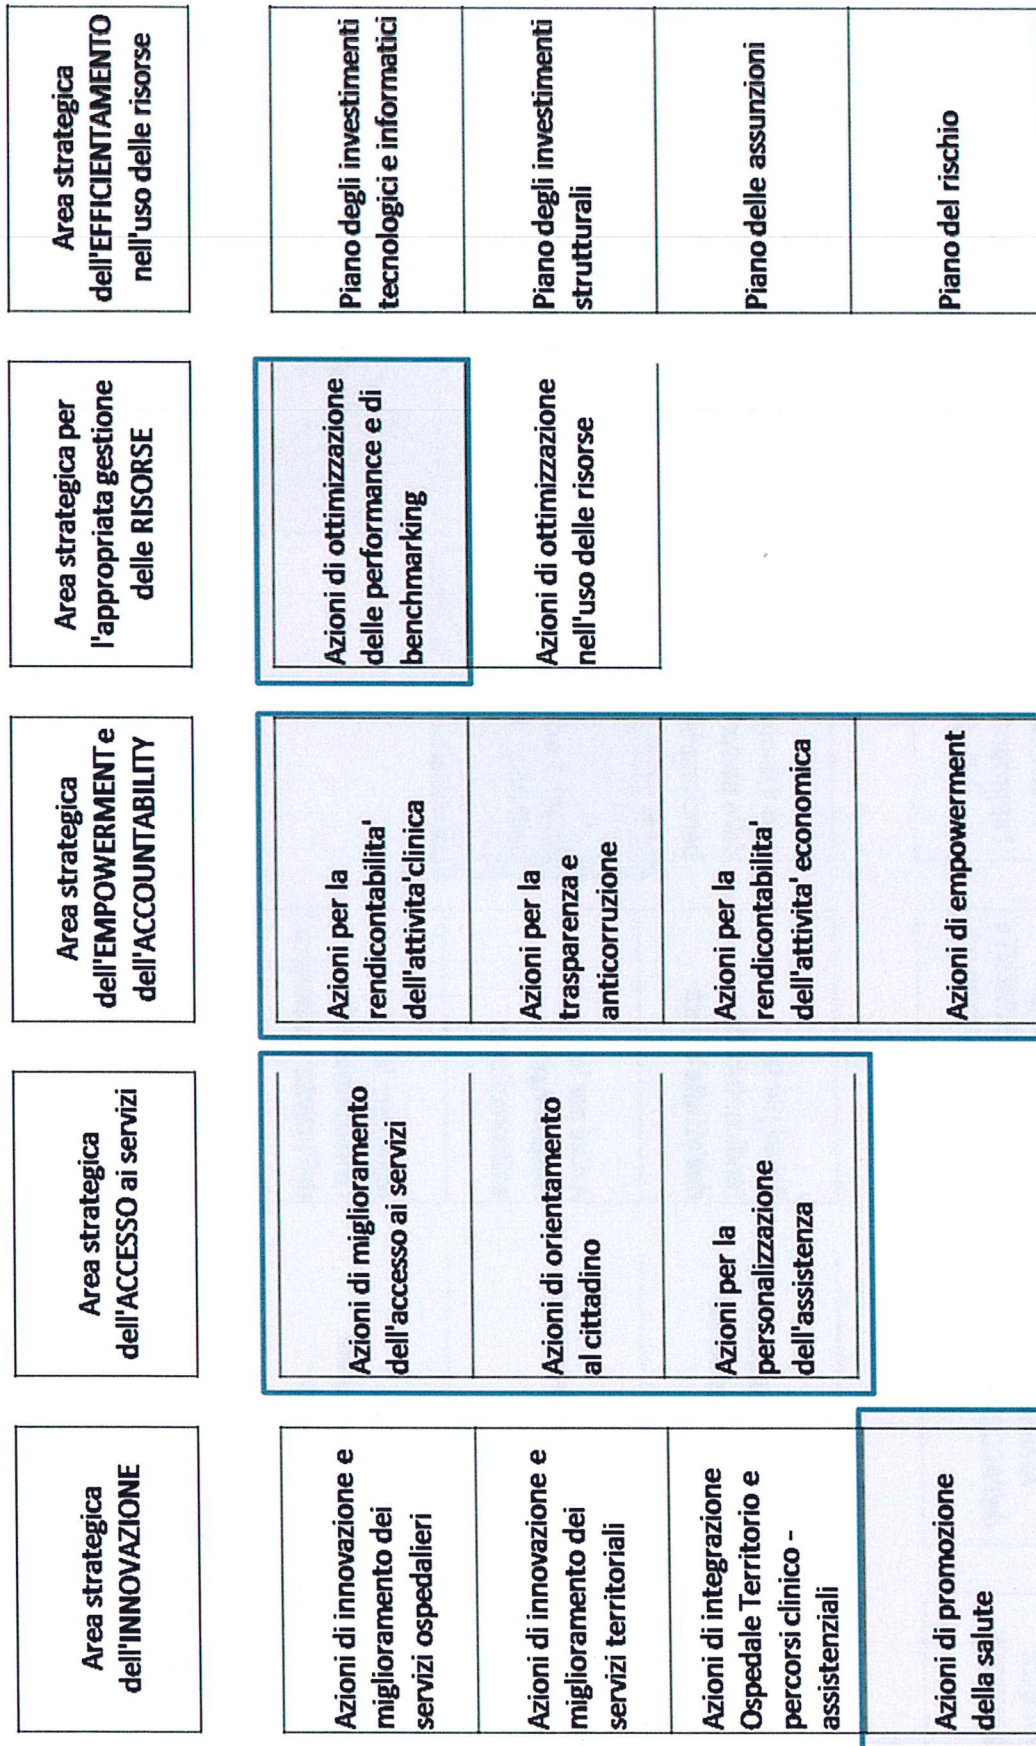 Area strategica
dell'INNOVAZIONE
Azioni di innovazione e
miglioramento dei
servizi ospedalieri
Azioni di innovazione e
miglioramento dei
servizi territoriali
Azioni di integrazione
Ospedale Territorio e
percorsi clinico -
assistenziali
Azioni di promozione
della salute
Area strategica
dell'ACCESSO ai servizi
Azioni di miglioramento
dell'accesso ai servizi
Azioni di orientamento
al cittadino
Azioni per la
personalizzazione
dell'assistenza
Area strategica
dell'EMPOWERMENT e
dell'ACCOUNTABILITY
Azioni per la
rendicontabilita'
dell'attivita' clinica
Azioni per la
trasparenza e
anticorruzione
Azioni per la
rendicontabilita'
dell'attivita' economica
Azioni di empowerment
Area strategica per
l'appropriata gestione
delle RISORSE
Azioni di ottimizzazione
delle performance e di
benchmarking
Azioni di ottimizzazione
nell'uso delle risorse
Area strategica
dell'EFFICIENTAMENTO
nell'uso delle risorse
Piano degli investimenti
tecnologici e informatici
Piano degli investimenti
strutturali
Piano delle assunzioni
Piano del rischio